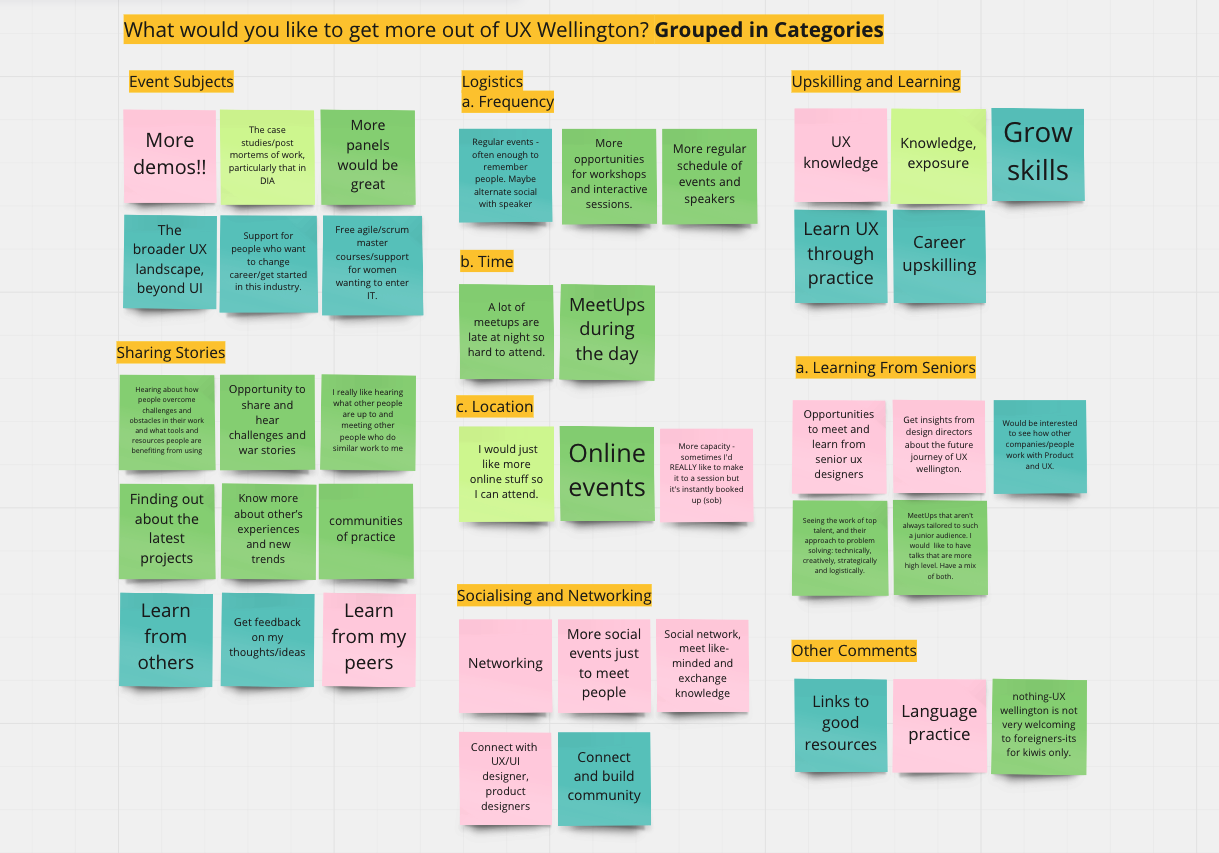 What would you like to get more out of UX Wellington? Grouped in Categories
Event Subjects
More
demos!!
The case
studies/post
mortems of work,
particularly that in
DIA
More
panels
would be
great
The
broader UX
landscape,
beyond UI
Support for
people who want
to change
career/get started
in this industry.
Free agile/scrum
master
courses/support
for women
wanting to enter
IT.
Sharing Stories
Hearing about how
people overcome
challenges and
obstacles in their work
and what tools and
resources people are
benefiting from using
Opportunity to
share and
hear
challenges and
war stories
I really like hearing
what other people
are up to and
meeting other
people who do
similar work to me
Finding out
about the
latest
projects
Know more
about other's
experiences
and new
trends
communities
of practice
Learn
from
others
Get feedback
on my
thoughts/ideas
Learn
from my
peers
Logistics
a. Frequency
Regular events -
often enough to
remember
people. Maybe
alternate social
with speaker
More
opportunities
for workshops
and interactive
sessions.
More regular
schedule of
events and
speakers
b. Time
A lot of
meetups are
late at night so
hard to attend.
MeetUps
during
the day
c. Location
I would just
like more
online stuff so
I can attend.
Online
events
More capacity -
sometimes I'd
REALLY like to make
it to a session but
it's instantly booked
up (sob)
Socialising and Networking
Networking
More social
events just
to meet
people
Social network,
meet like-
minded and
exchange
knowledge
Connect with
UX/UI
designer,
product
designers
Connect
and build
community
Upskilling and Learning
UX
knowledge
Knowledge,
exposure
Grow
skills
Learn UX
through
practice
Career
upskilling
a. Learning From Seniors
Opportunities
to meet and
learn from
senior ux
designers
Get insights from
design directors
about the future
journey of UX
wellington.
Would be interested
to see how other
companies/people
work with Product
and UX.
Seeing the work of top
talent, and their
approach to problem
solving: technically,
creatively, strategically
and logistically.
MeetUps that aren't
always tailored to such
a junior audience. I
would like to have
talks that are more
high level. Have a mix
of both.
Other Comments
Links to
good
resources
Language
practice
nothing-UX
wellington is not
very welcoming
to foreigners-its
for kiwis only.